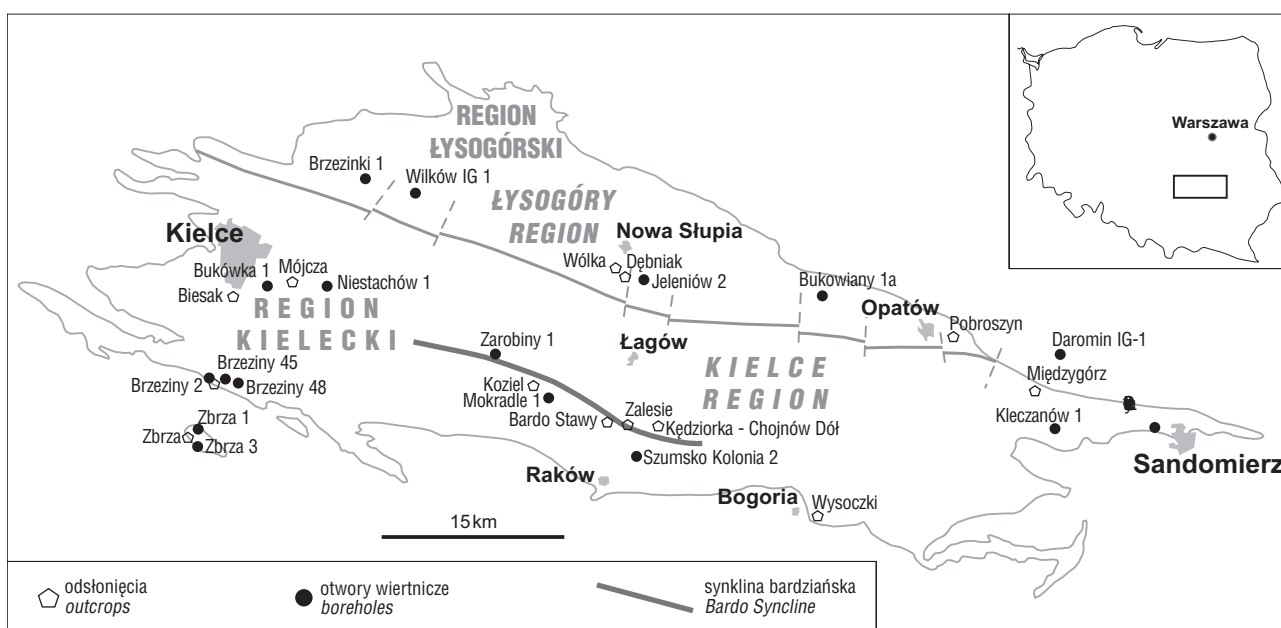 Warszawa
REGION
ŁYSOGÓRSKI
Brzezinki 1
Wilków IG 1
ŁYSOGÓRY
REGION
Kielce
Nowa Słupia
Wólka
Dębniak
Jeleniów 2
Bukówka 1
Mójcza
Niestachów 1
Biesak
Bukowiany 1a
REGION
KIELECKI
Opatów
Pobroszyn
Zarobiny 1
Łagów
Daromin IG-1
KIELCE
REGION
Brzeziny 45
Brzeziny 2
Brzeziny 48
Koziel
Mokradle 1
Międzygórz
Zbrza 1
Zbrza
Zbrza 3
Bardo Stawy
Zalesie
Kędziorka - Chojnów Dół
Kleczanów 1
Szumsko Kolonia 2
Sandomierz
Raków
Bogoria
Wysoczki
15 km
odsłonięcia
outcrops
otwory wiertnicze
boreholes
synklina bardziańska
Bardo Syncline